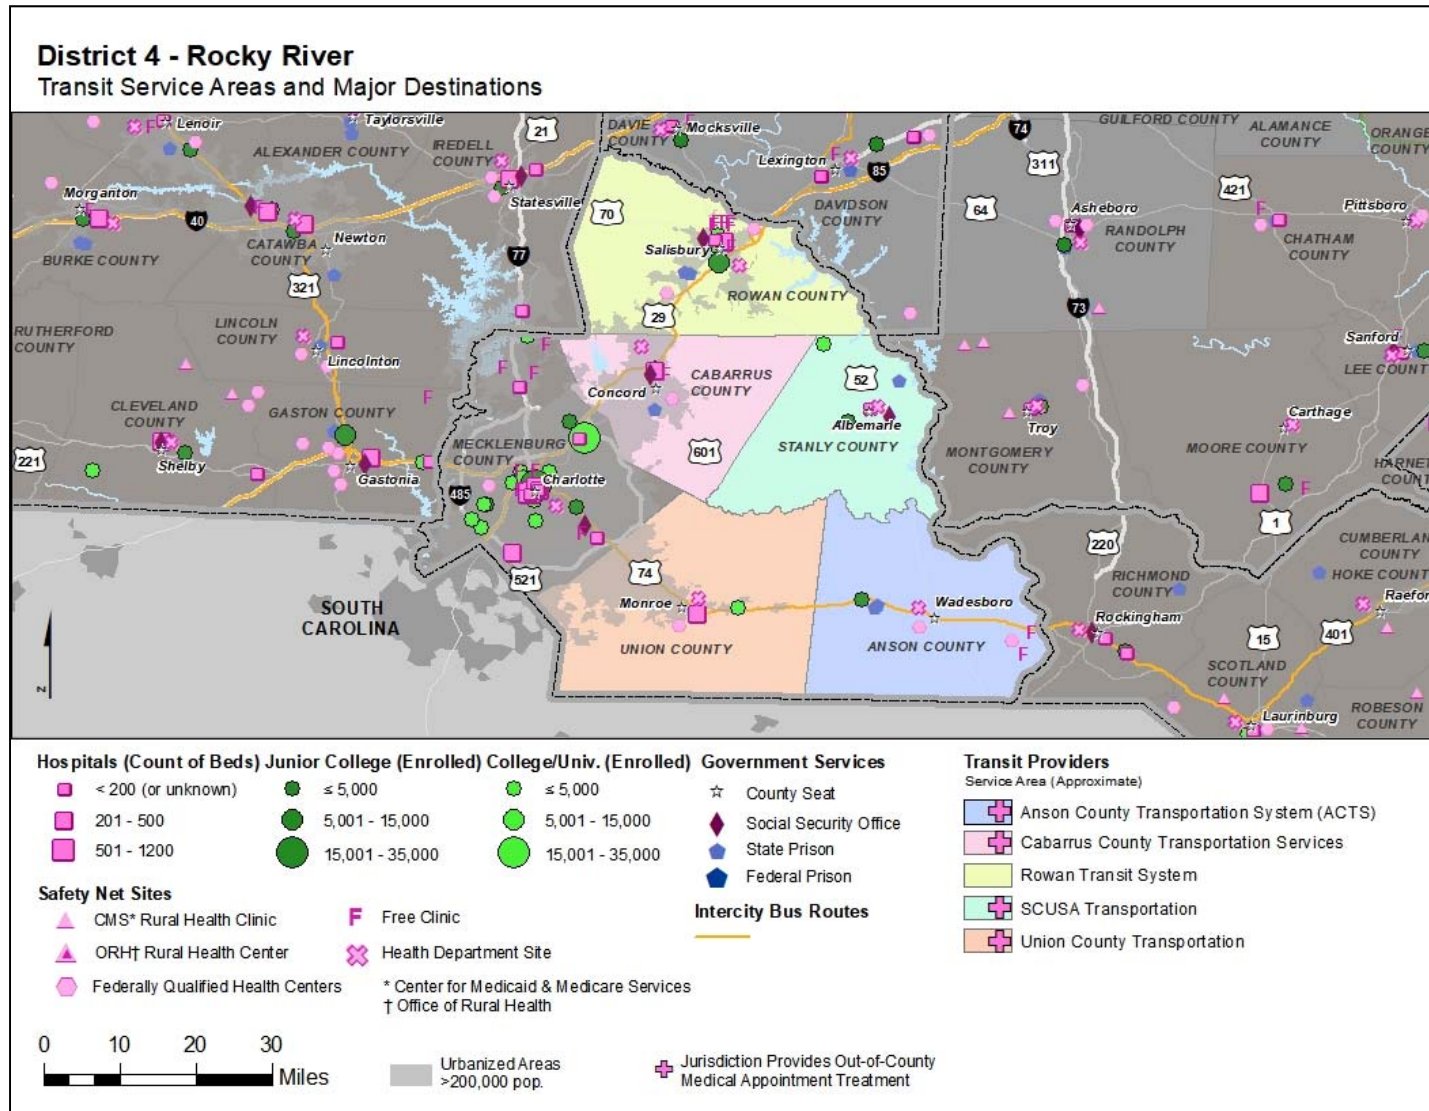 District 4 - Rocky River
Transit Service Areas and Major Destinations
Lenoir
Taylorsville
21
DAVIE
COUNTY
Mocksville
74
GUILFORD COUNTY
ALAMANCE
COUNTY
ORANGE
COUNTY
ALEXANDER COUNTY
IREDELL
COUNTY
Lexington
85
311
421
Morganton
Statesville
70
DAVIDSON
COUNTY
64
Asheboro
RANDOLPH
COUNTY
Pittsboro
CHATHAM
COUNTY
40
CATAWBA
COUNTY
Newton
77
Salisbury
BURKE COUNTY
321
ROWAN COUNTY
29
73
RUTHERFORD
COUNTY
LINCOLN
COUNTY
Lincolnton
Sanford
LEE COUNTY
CABARRUS
COUNTY
52
Concord
CLEVELAND
COUNTY
GASTON COUNTY
Albemarle
STANLY COUNTY
Troy
Carthage
MECKLENBURG
COUNTY
601
MONTGOMERY
COUNTY
MOORE COUNTY
221
Shelby
Gastonia
Charlotte
485
HARNET
COUNT
1
220
CUMBERLAN
COUNTY
521
74
RICHMOND
COUNTY
HOKE COUNT
SOUTH
CAROLINA
Monroe
Wadesboro
Rockingham
Raefor
15
401
UNION COUNTY
ANSON COUNTY
SCOTLAND
COUNTY
Laurinburg
ROBESON
COUNTY
N
Hospitals (Count of Beds)
< 200 (or unknown)
201 - 500
501 - 1200
Junior College (Enrolled)
≤ 5,000
5,001 - 15,000
15,001 - 35,000
College/Univ. (Enrolled)
≤ 5,000
5,001 - 15,000
15,001 - 35,000
Government Services
County Seat
Social Security Office
State Prison
Federal Prison
Intercity Bus Routes
Transit Providers
Service Area (Approximate)
Anson County Transportation System (ACTS)
Cabarrus County Transportation Services
Rowan Transit System
SCUSA Transportation
Union County Transportation
Safety Net Sites
CMS* Rural Health Clinic
ORH† Rural Health Center
Federally Qualified Health Centers
F Free Clinic
Health Department Site
* Center for Medicaid & Medicare Services
† Office of Rural Health
0 10 20 30
Miles
Urbanized Areas
>200,000 pop.
Jurisdiction Provides Out-of-County
Medical Appointment Treatment